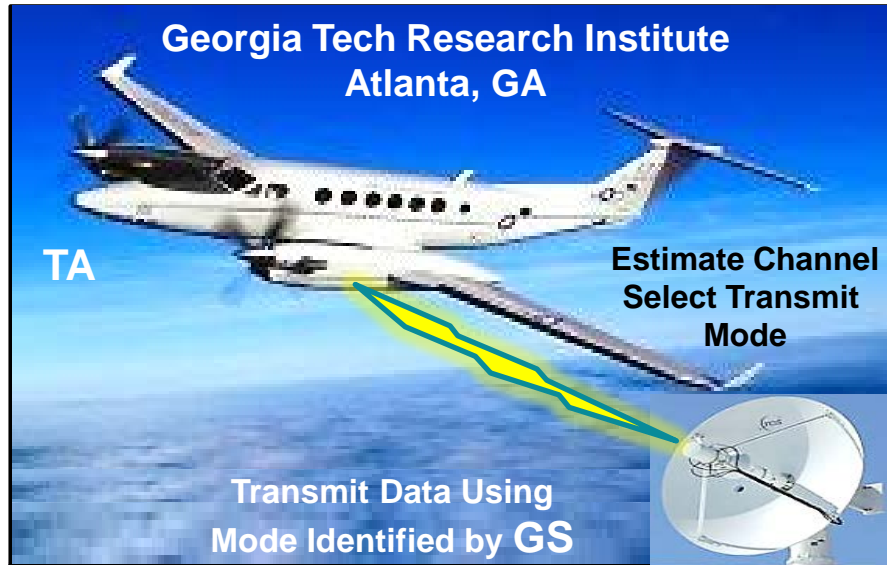 Georgia Tech Research Institute
Atlanta, GA
TA
Estimate Channel
Select Transmit
Mode
Transmit Data Using
Mode Identified by GS